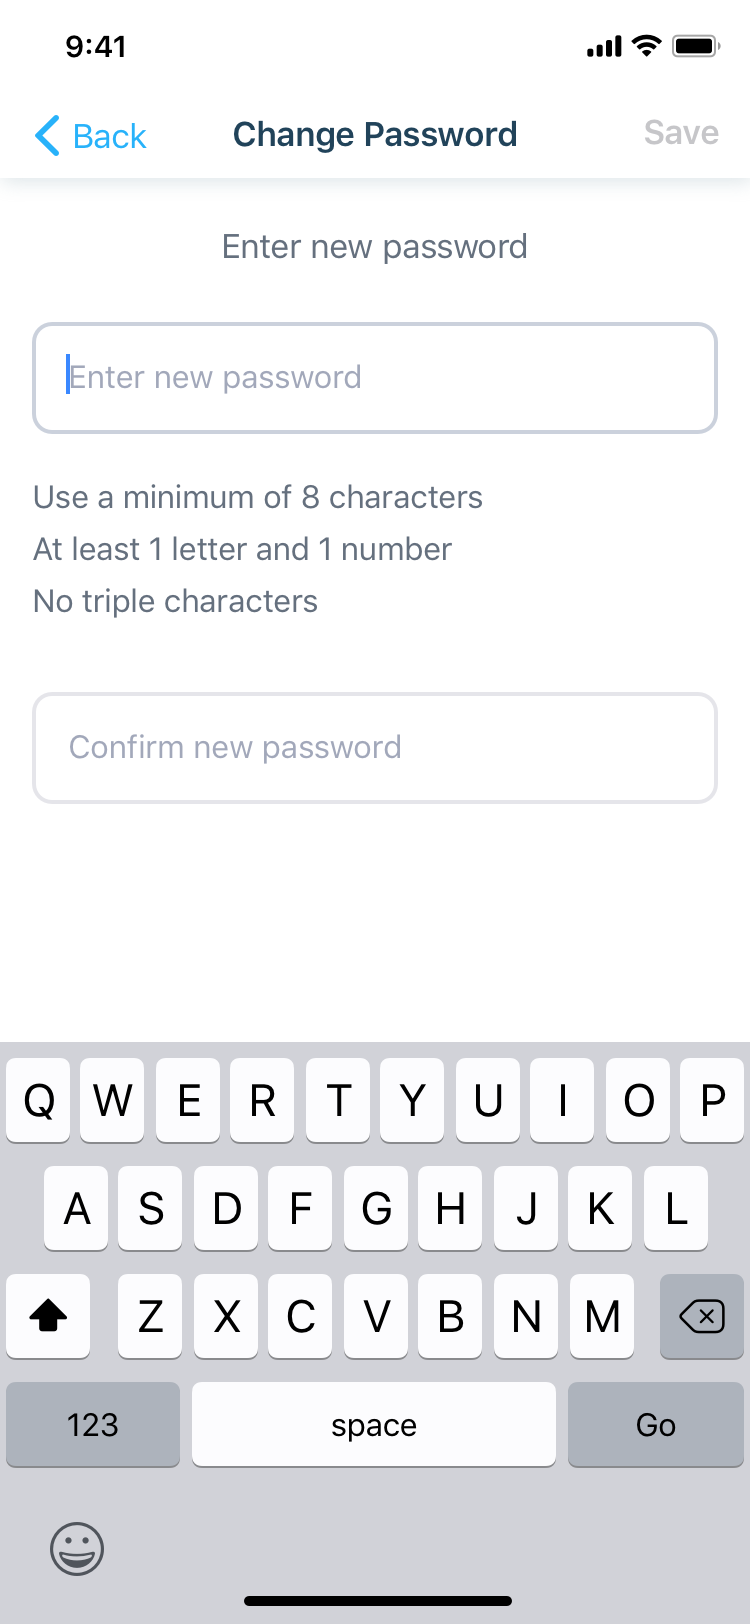 9:41
Back Change Password Save
Enter new password
Enter new password
Use a minimum of 8 characters
At least 1 letter and 1 number
No triple characters
Confirm new password
Q W E R T Y U I O P
A S D F G H J K L
Z X C V B N M
123 space Go